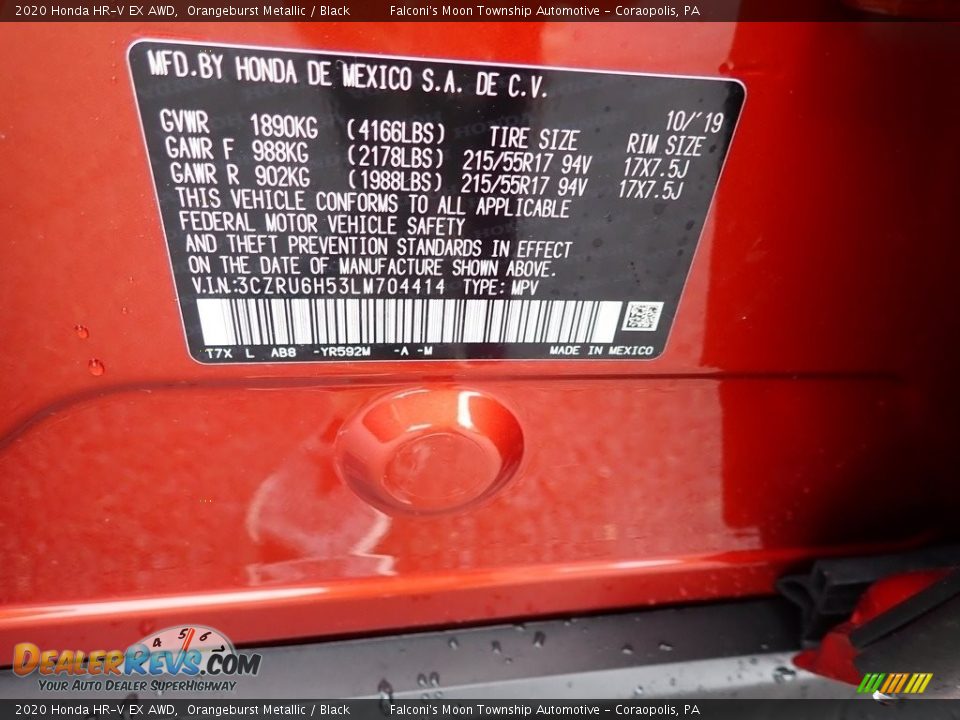 2020 Honda HR-V EX AWD,  Orangeburst Metallic / Black        Falconi's Moon Township Automotive - Coraopolis, PA
MFD.BY HONDA DE MEXICO S.A. DE C.V.
10/'19
GVWR 1890KG (4166LBS) TIRE SIZE RIM SIZE
GAWR F 988KG (2178LBS) 215/55R17 94V 17X7.5J
GAWR R 902KG (1988LBS) 215/55R17 94V 17X7.5J
THIS VEHICLE CONFORMS TO ALL APPLICABLE
FEDERAL MOTOR VEHICLE SAFETY
AND THEFT PREVENTION STANDARDS IN EFFECT
ON THE DATE OF MANUFACTURE SHOWN ABOVE.
V.I.N:3CZRU6H53LM704414 TYPE: MPV
T7X L AB8 -YR592M -A -M MADE IN MEXICO
4 5 6
DEALERREVS.COM
YOUR AUTO DEALER SUPERHIGHWAY
2020 Honda HR-V EX AWD,  Orangeburst Metallic / Black        Falconi's Moon Township Automotive - Coraopolis, PA